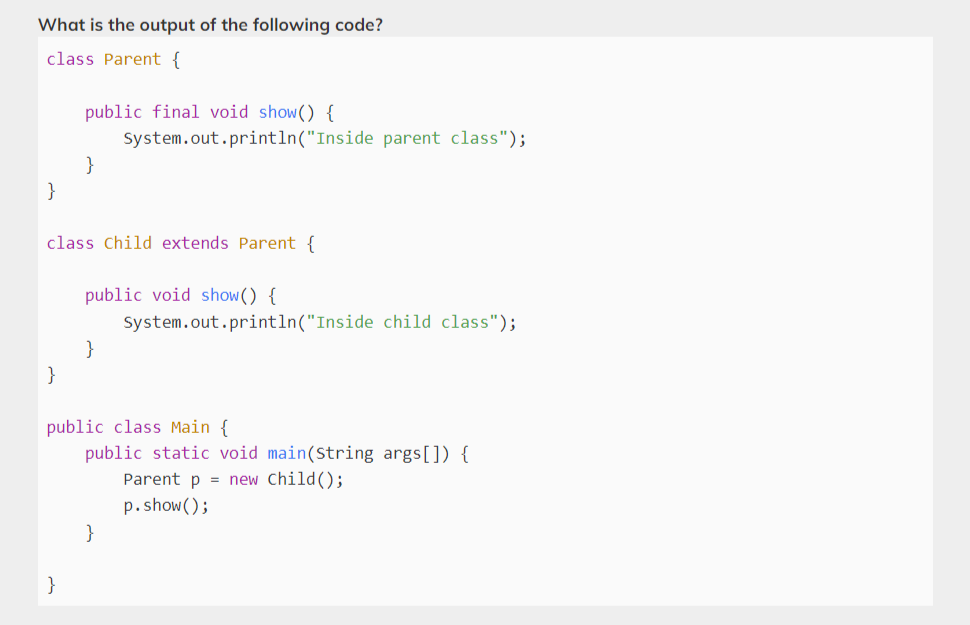 What is the output of the following code?
class Parent {
public final void show() {
System.out.println("Inside parent class");
}
}
class Child extends Parent {
public void show() {
System.out.println("Inside child class");
}
}
public class Main {
public static void main(String args[]) {
Parent p = new Child();
p.show();
}
}